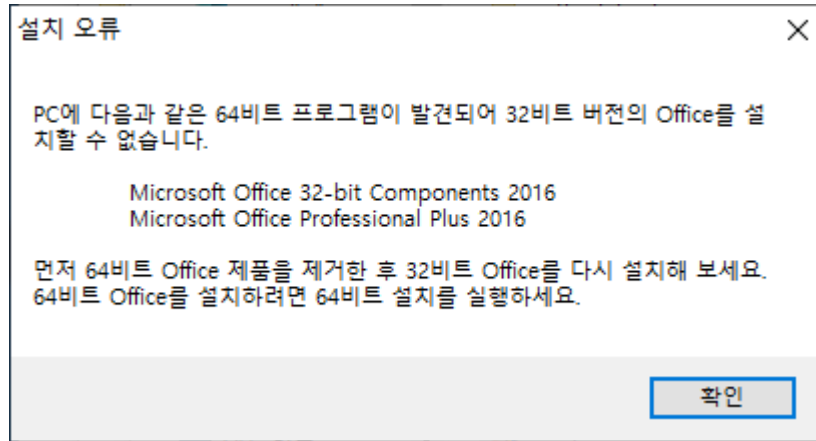 설치 오류
PC에 다음과 같은 64비트 프로그램이 발견되어 32비트 버전의 Office를 설
치할 수 없습니다.
Microsoft Office 32-bit Components 2016
Microsoft Office Professional Plus 2016
먼저 64비트 Office 제품을 제거한 후 32비트 Office를 다시 설치해 보세요.
64비트 Office를 설치하려면 64비트 설치를 실행하세요.
확인